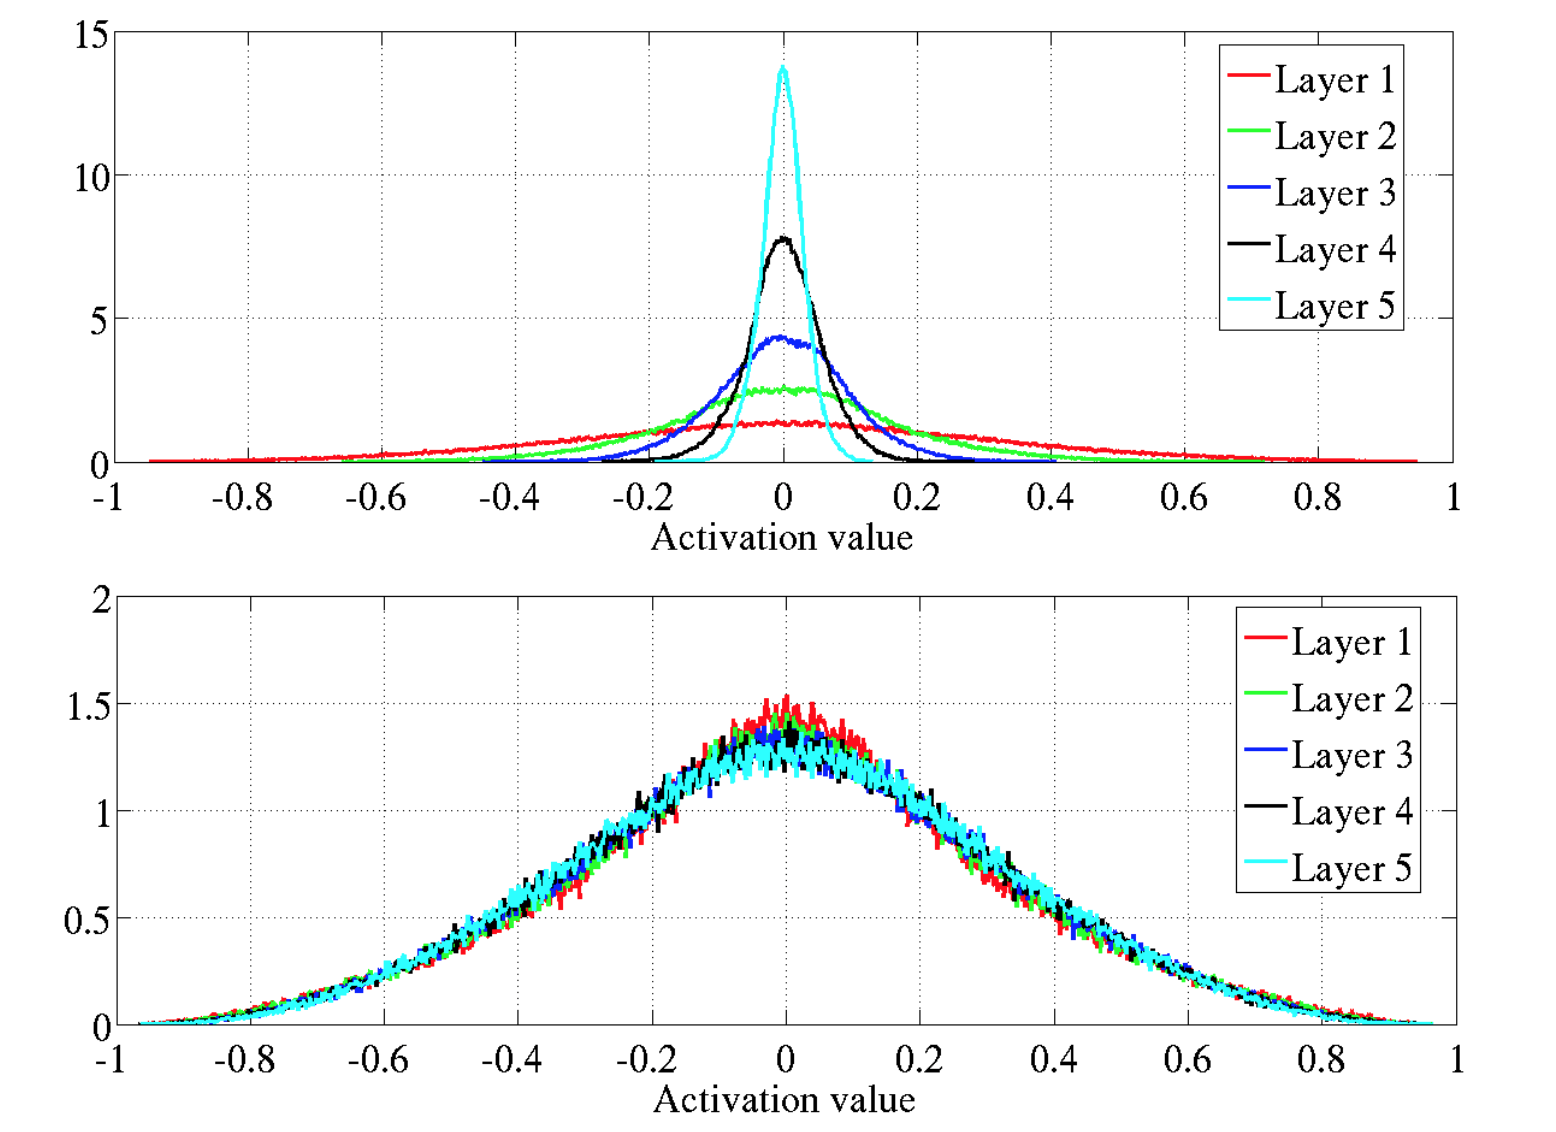 15
10
5
0
-1 -0.8 -0.6 -0.4 -0.2 0 0.2 0.4 0.6 0.8 1
Activation value
Layer 1
Layer 2
Layer 3
Layer 4
Layer 5
2
1.5
1
0.5
0
-1 -0.8 -0.6 -0.4 -0.2 0 0.2 0.4 0.6 0.8 1
Activation value
Layer 1
Layer 2
Layer 3
Layer 4
Layer 5